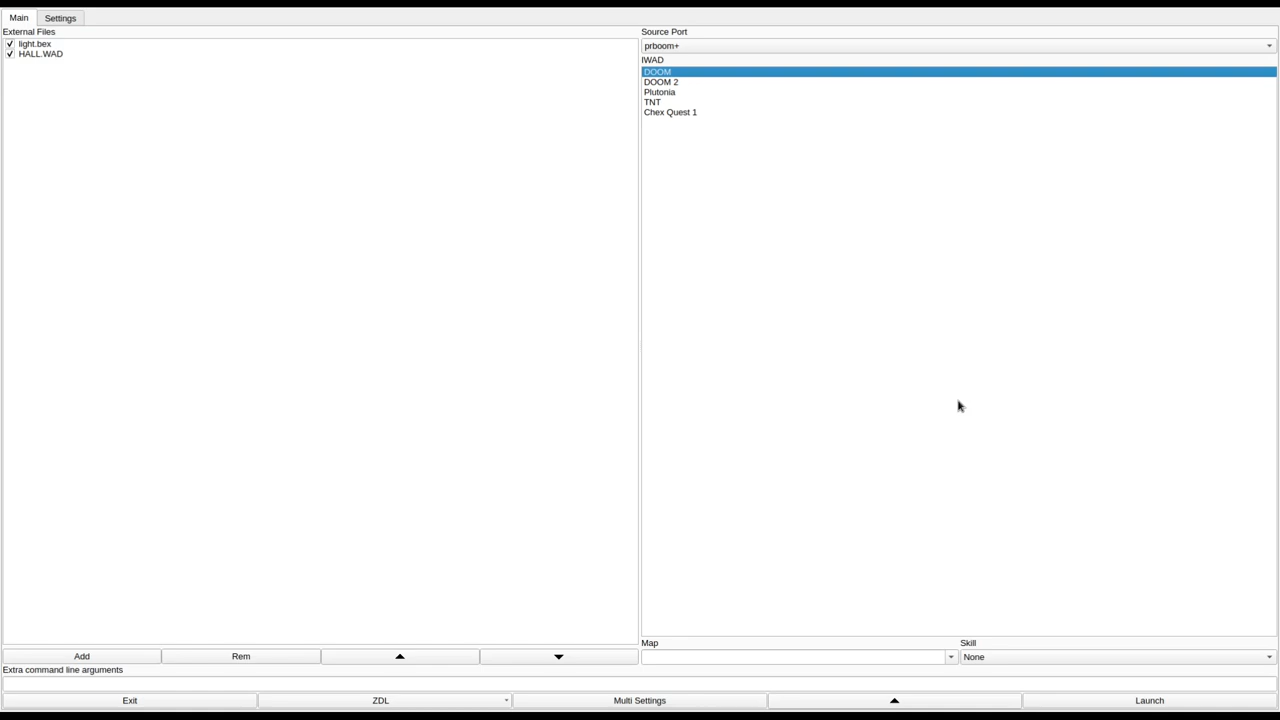 Main
Settings
External Files
light.bex
HALL.WAD
Source Port
prboom+
IWAD
DOOM
DOOM 2
Plutonia
TNT
Chex Quest 1
Map
Skill
None
Add
Rem
Extra command line arguments
Exit
ZDL
Multi Settings
Launch